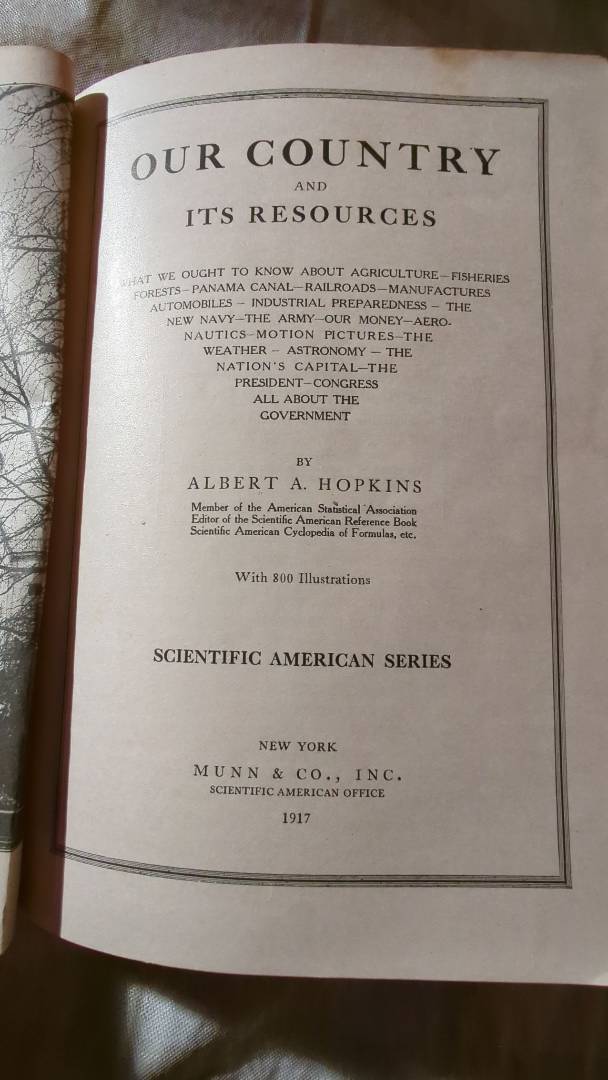 OUR COUNTRY
AND
ITS RESOURCES
WHAT WE OUGHT TO KNOW ABOUT AGRICULTURE—FISHERIES
FORESTS—PANAMA CANAL—RAILROADS—MANUFACTURES
AUTOMOBILES — INDUSTRIAL PREPAREDNESS — THE
NEW NAVY—THE ARMY—OUR MONEY—AERO-
NAUTICS—MOTION PICTURES—THE
WEATHER — ASTRONOMY — THE
NATION'S CAPITAL—THE
PRESIDENT—CONGRESS
ALL ABOUT THE
GOVERNMENT
BY
ALBERT A. HOPKINS
Member of the American Statistical Association
Editor of the Scientific American Reference Book
Scientific American Cyclopedia of Formulas, etc.
With 800 Illustrations
SCIENTIFIC AMERICAN SERIES
NEW YORK
MUNN & CO., INC.
SCIENTIFIC AMERICAN OFFICE
1917